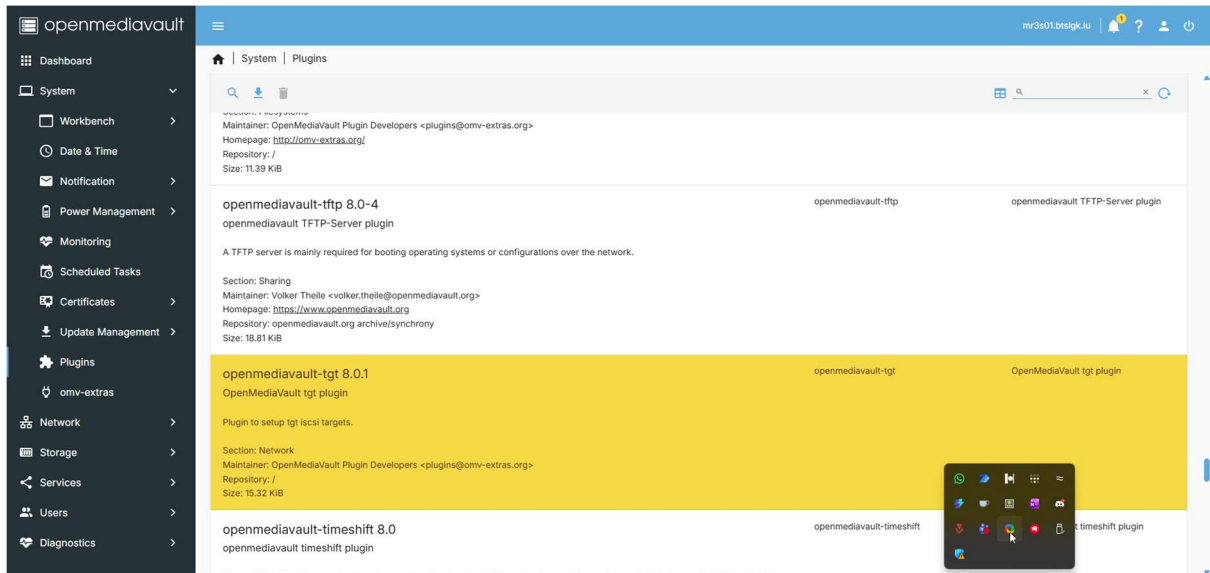 openmediavault
mr3s01.btslgk.lu
1
?
Dashboard
System | Plugins
System
Workbench
Date & Time
Notification
Power Management
Monitoring
Scheduled Tasks
Certificates
Update Management
Plugins
omv-extras
Network
Storage
Services
Users
Diagnostics
Section: Filesystems
Maintainer: OpenMediaVault Plugin Developers <plugins@omv-extras.org>
Homepage: http://omv-extras.org/
Repository: /
Size: 11.39 KiB
openmediavault-tftp 8.0-4
openmediavault-tftp
openmediavault TFTP-Server plugin
openmediavault TFTP-Server plugin
A TFTP server is mainly required for booting operating systems or configurations over the network.
Section: Sharing
Maintainer: Volker Theile <volker.theile@openmediavault.org>
Homepage: https://www.openmediavault.org
Repository: openmediavault.org archive/synchrony
Size: 18.81 KiB
openmediavault-tgt 8.0.1
openmediavault-tgt
OpenMediaVault tgt plugin
OpenMediaVault tgt plugin
Plugin to setup tgt iscsi targets.
Section: Network
Maintainer: OpenMediaVault Plugin Developers <plugins@omv-extras.org>
Repository: /
Size: 15.32 KiB
openmediavault-timeshift 8.0
openmediavault-timeshift
timeshift plugin
openmediavault timeshift plugin